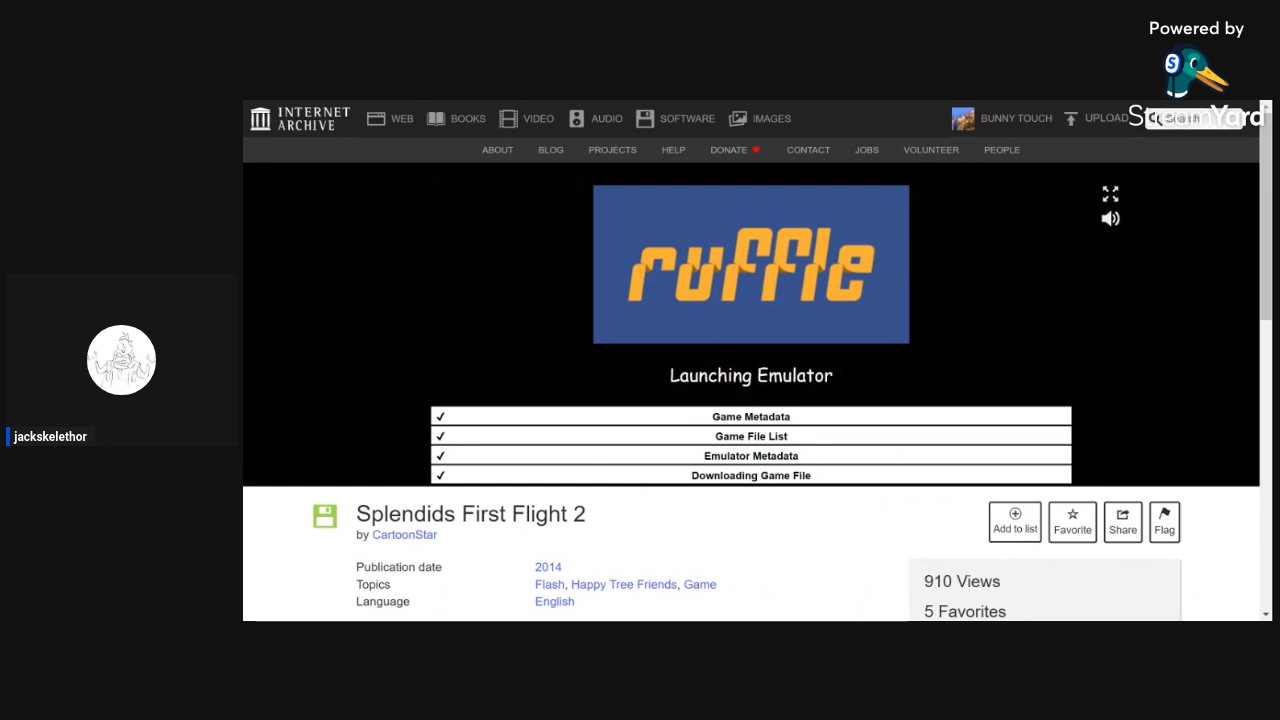 Powered by
S
StreamYard
INTERNET ARCHIVE
WEB
BOOKS
VIDEO
AUDIO
SOFTWARE
IMAGES
BUNNY TOUCH
UPLOAD
Search
ABOUT
BLOG
PROJECTS
HELP
DONATE
CONTACT
JOBS
VOLUNTEER
PEOPLE
ruffle
Launching Emulator
✓ Game Metadata
✓ Game File List
✓ Emulator Metadata
✓ Downloading Game File
jackskelethor
Splendids First Flight 2
by CartoonStar
Add to list
Favorite
Share
Flag
Publication date 2014
Topics Flash, Happy Tree Friends, Game
Language English
910 Views
5 Favorites